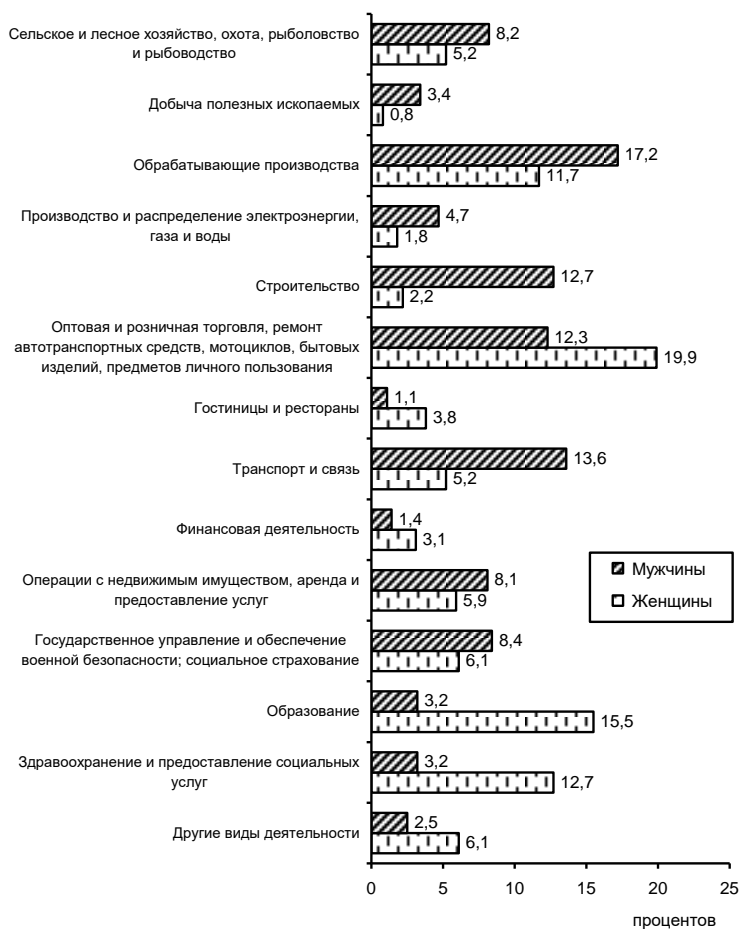 Сельское и лесное хозяйство, охота, рыболовство
и рыбоводство
8,2
5,2
Добыча полезных ископаемых
3,4
0,8
Обрабатывающие производства
17,2
11,7
Производство и распределение электроэнергии,
газа и воды
4,7
1,8
Строительство
12,7
2,2
Оптовая и розничная торговля, ремонт
автотранспортных средств, мотоциклов, бытовых
изделий, предметов личного пользования
12,3
19,9
Гостиницы и рестораны
1,1
3,8
Транспорт и связь
13,6
5,2
Финансовая деятельность
1,4
3,1
Операции с недвижимым имуществом, аренда и
предоставление услуг
8,1
5,9
Мужчины
Женщины
Государственное управление и обеспечение
военной безопасности; социальное страхование
8,4
6,1
Образование
3,2
15,5
Здравоохранение и предоставление социальных
услуг
3,2
12,7
Другие виды деятельности
2,5
6,1
0 5 10 15 20 25
процентов